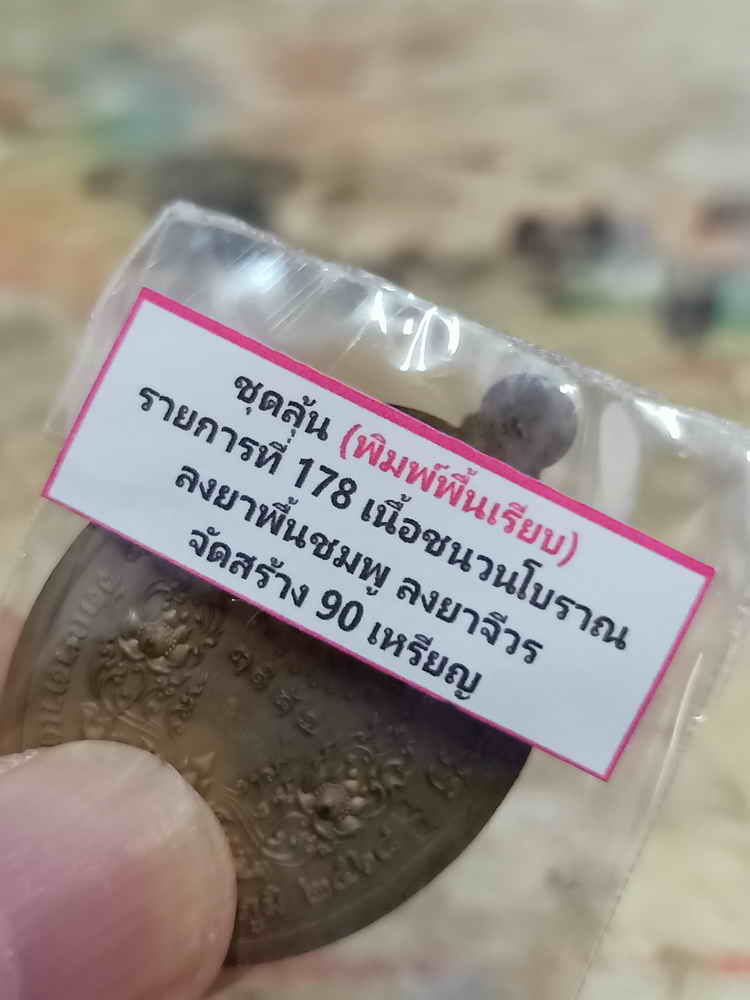 ชุดลุ้น (พิมพ์พื้นเรียบ)
รายการที่ 178 เนื้อชนวนโบราณ
ลงยาพื้นชมพู ลงยาจีวร
จัดสร้าง 90 เหรียญ